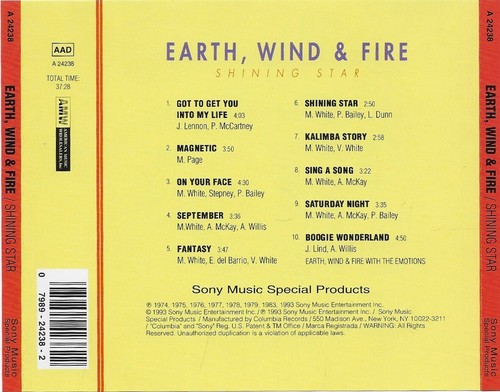 A 24238
EARTH, WIND & FIRE / SHINING STAR
Sony Music
Special Products
AAD
A 24238
TOTAL TIME:
37:28
AMW
AMERICAN MUSIC
WHOLESALERS, Inc
0 7989-24238-2
EARTH, WIND & FIRE
SHINING STAR
1. GOT TO GET YOU
INTO MY LIFE 4:03
J. Lennon, P. McCartney
2. MAGNETIC 3:50
M. Page
3. ON YOUR FACE 4:30
M. White, Stepney, P. Bailey
4. SEPTEMBER 3:36
M. White, A. McKay, A. Willis
5. FANTASY 3:47
M. White, E. del Barrio, V. White
6. SHINING STAR 2:50
M. White, P. Bailey, L. Dunn
7. KALIMBA STORY 2:58
M. White, V. White
8. SING A SONG 3:22
M. White, A. McKay
9. SATURDAY NIGHT 3:35
M. White, A. McKay, P. Bailey
10. BOOGIE WONDERLAND 4:50
J. Lind, A. Willis
EARTH, WIND & FIRE WITH THE EMOTIONS
Sony Music Special Products
℗ 1974, 1975, 1976, 1977, 1978, 1979, 1983, 1993 Sony Music Entertainment Inc.
© 1993 Sony Music Entertainment Inc. / ℗ 1993 Sony Music Entertainment Inc. / Sony Music
Special Products / Manufactured by Columbia Records / 550 Madison Ave., New York, NY 10022-3211
/ "Columbia" and "Sony" Reg. U.S. Patent & TM Office / Marca Registrada / WARNING: All Rights
Reserved. Unauthorized duplication is a violation of applicable laws.
A 24238
EARTH, WIND & FIRE / SHINING STAR
Sony Music
Special Products